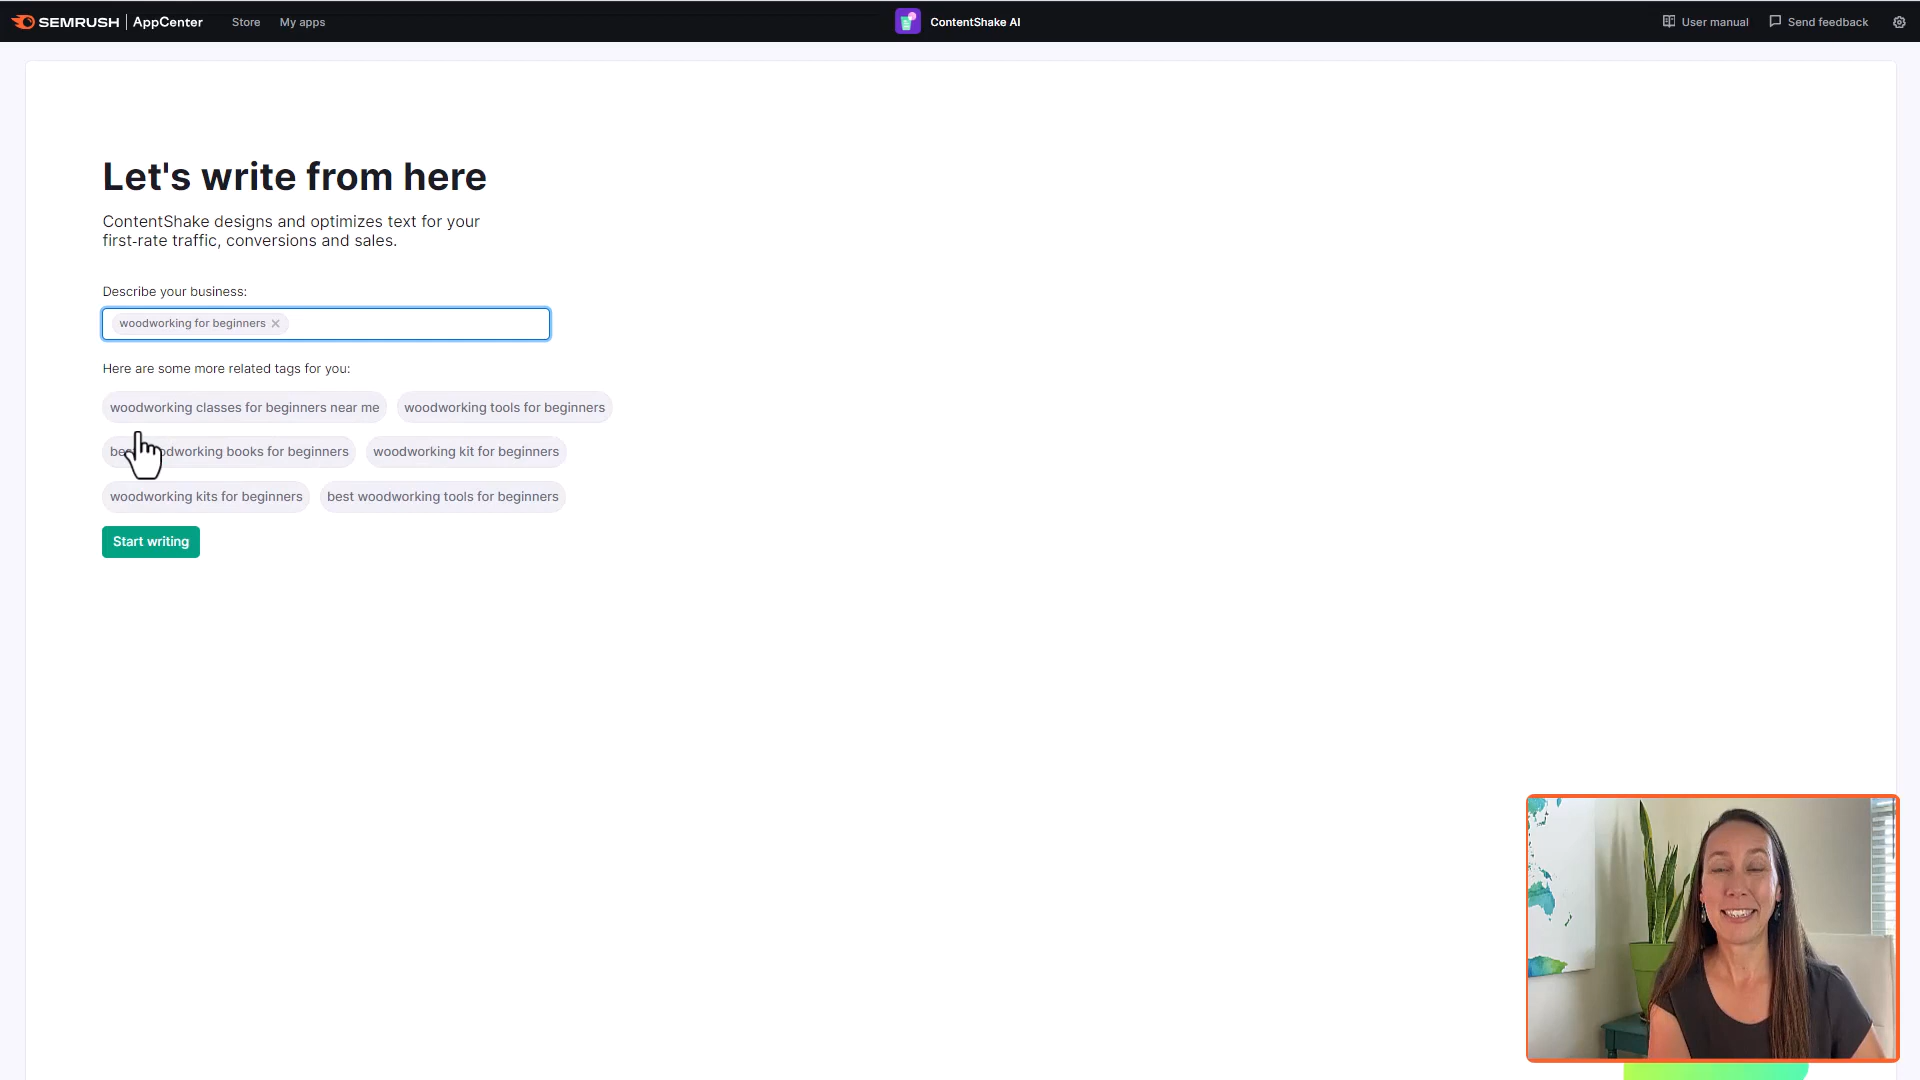 SEMRUSH AppCenter Store My apps ContentShake AI User manual Send feedback
Let's write from here
ContentShake designs and optimizes text for your
first-rate traffic, conversions and sales.
Describe your business:
woodworking for beginners
Here are some more related tags for you:
woodworking classes for beginners near me woodworking tools for beginners
books for beginners woodworking kit for beginners
woodworking kits for beginners best woodworking tools for beginners
Start writing